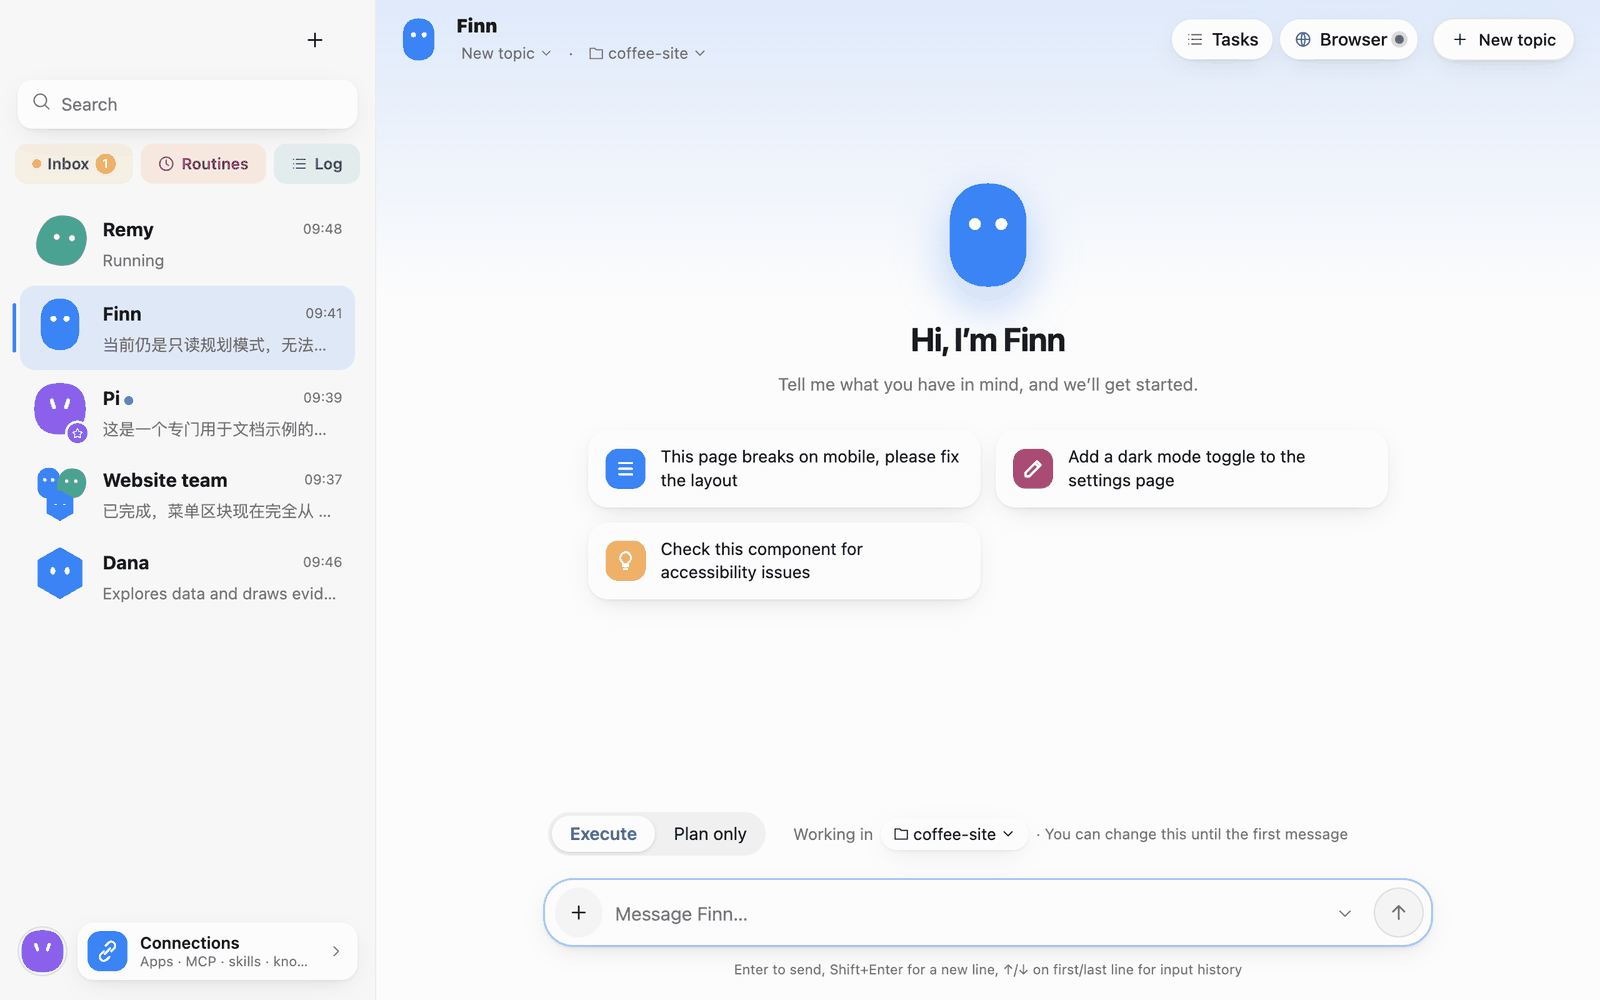 Search
Inbox 1
Routines
Log
Remy 09:48
Running
Finn 09:41
当前仍是只读规划模式，无法...
Pi 09:39
这是一个专门用于文档示例的...
Website team 09:37
已完成，菜单区块现在完全从 ...
Dana 09:46
Explores data and draws evid...
Connections
Apps · MCP · skills · kno...
Finn
New topic · coffee-site
Tasks
Browser
New topic
Hi, I’m Finn
Tell me what you have in mind, and we’ll get started.
This page breaks on mobile, please fix
the layout
Add a dark mode toggle to the
settings page
Check this component for
accessibility issues
Execute Plan only Working in coffee-site · You can change this until the first message
Message Finn...
Enter to send, Shift+Enter for a new line, ↑/↓ on first/last line for input history